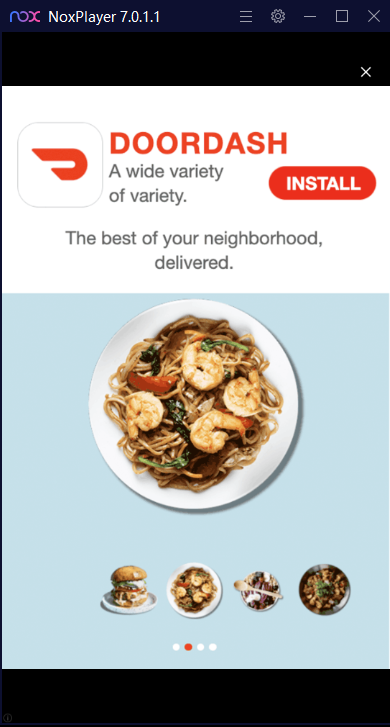 nox NoxPlayer 7.0.1.1
DOORDASH
A wide variety
of variety.
INSTALL
The best of your neighborhood,
delivered.